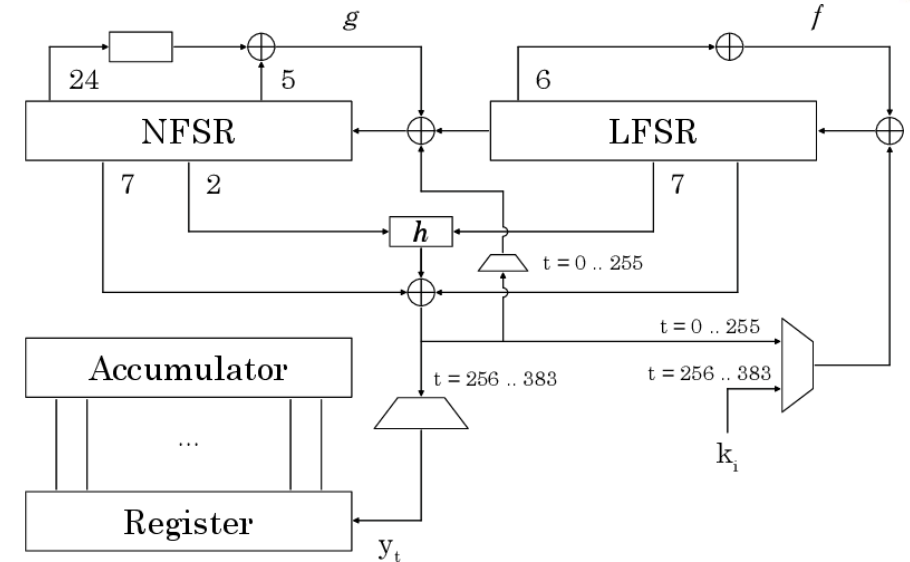 g
f
24
5
6
NFSR
LFSR
7
2
7
h
t = 0 .. 255
t = 0 .. 255
Accumulator
t = 256 .. 383
t = 256 .. 383
...
k_i
Register
y_t